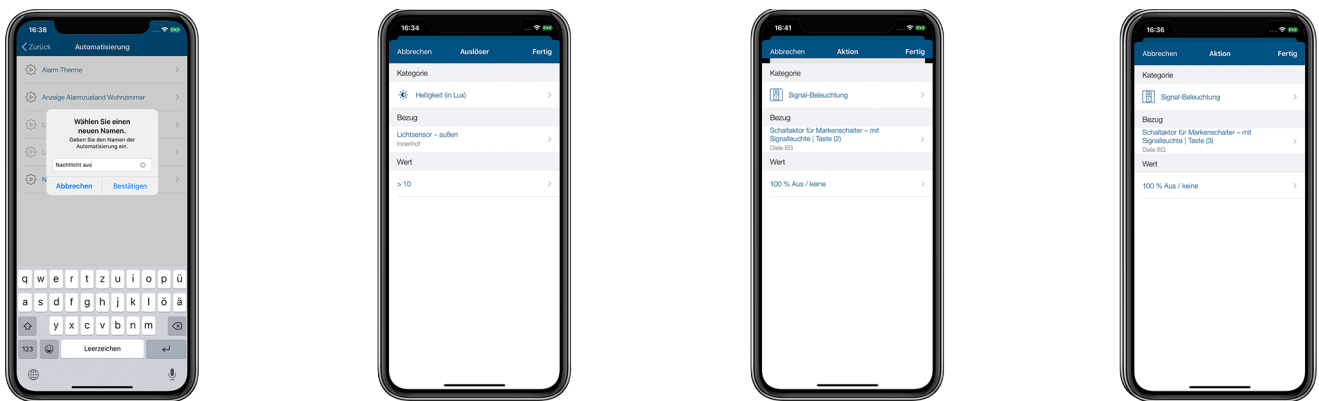 16:38
Zurück Automatisierung
Alarm Therme
Anzeige Alarmzustand Wohnzimmer
Wählen Sie einen
neuen Namen.
Geben Sie den Namen der
Automatisierung ein.
Nachtlicht aus
Abbrechen Bestätigen
L
L
N
q w e r t z u i o p ü
a s d f g h j k l ö ä
y x c v b n m
123 Leerzeichen
16:34
Abbrechen Auslöser Fertig
Kategorie
Helligkeit (in Lux)
Bezug
Lichtsensor – außen
Innenhof
Wert
> 10
16:41
Abbrechen Aktion Fertig
Kategorie
Signal-Beleuchtung
Bezug
Schaltaktor für Markenschalter – mit
Signalleuchte | Taste (2)
Diele EG
Wert
100 % Aus / keine
16:36
Abbrechen Aktion Fertig
Kategorie
Signal-Beleuchtung
Bezug
Schaltaktor für Markenschalter – mit
Signalleuchte | Taste (3)
Diele EG
Wert
100 % Aus / keine